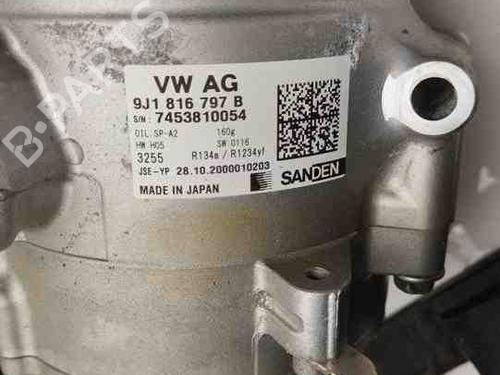 B-PARTS
VW AG
9J1 816 797 B
S/N: 7453810054
OIL:SP-A2 160g
HW H05 SW 0116
3255 R134a / R1234yf
JSE-YP 28.10.2000010203
MADE IN JAPAN SANDEN